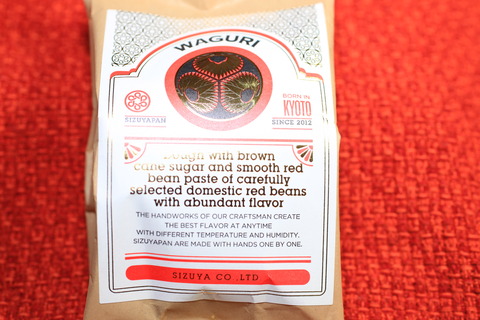 WAGURI
SIZUYAPAN
BORN IN
KYOTO
SINCE 2012
Dough with brown
cane sugar and smooth red
bean paste of carefully
selected domestic red beans
with abundant flavor
THE HANDWORKS OF OUR CRAFTSMAN CREATE
THE BEST FLAVOR AT ANYTIME
WITH DIFFERENT TEMPERATURE AND HUMIDITY,
SIZUYAPAN ARE MADE WITH HANDS ONE BY ONE.
SIZUYA CO .,LTD